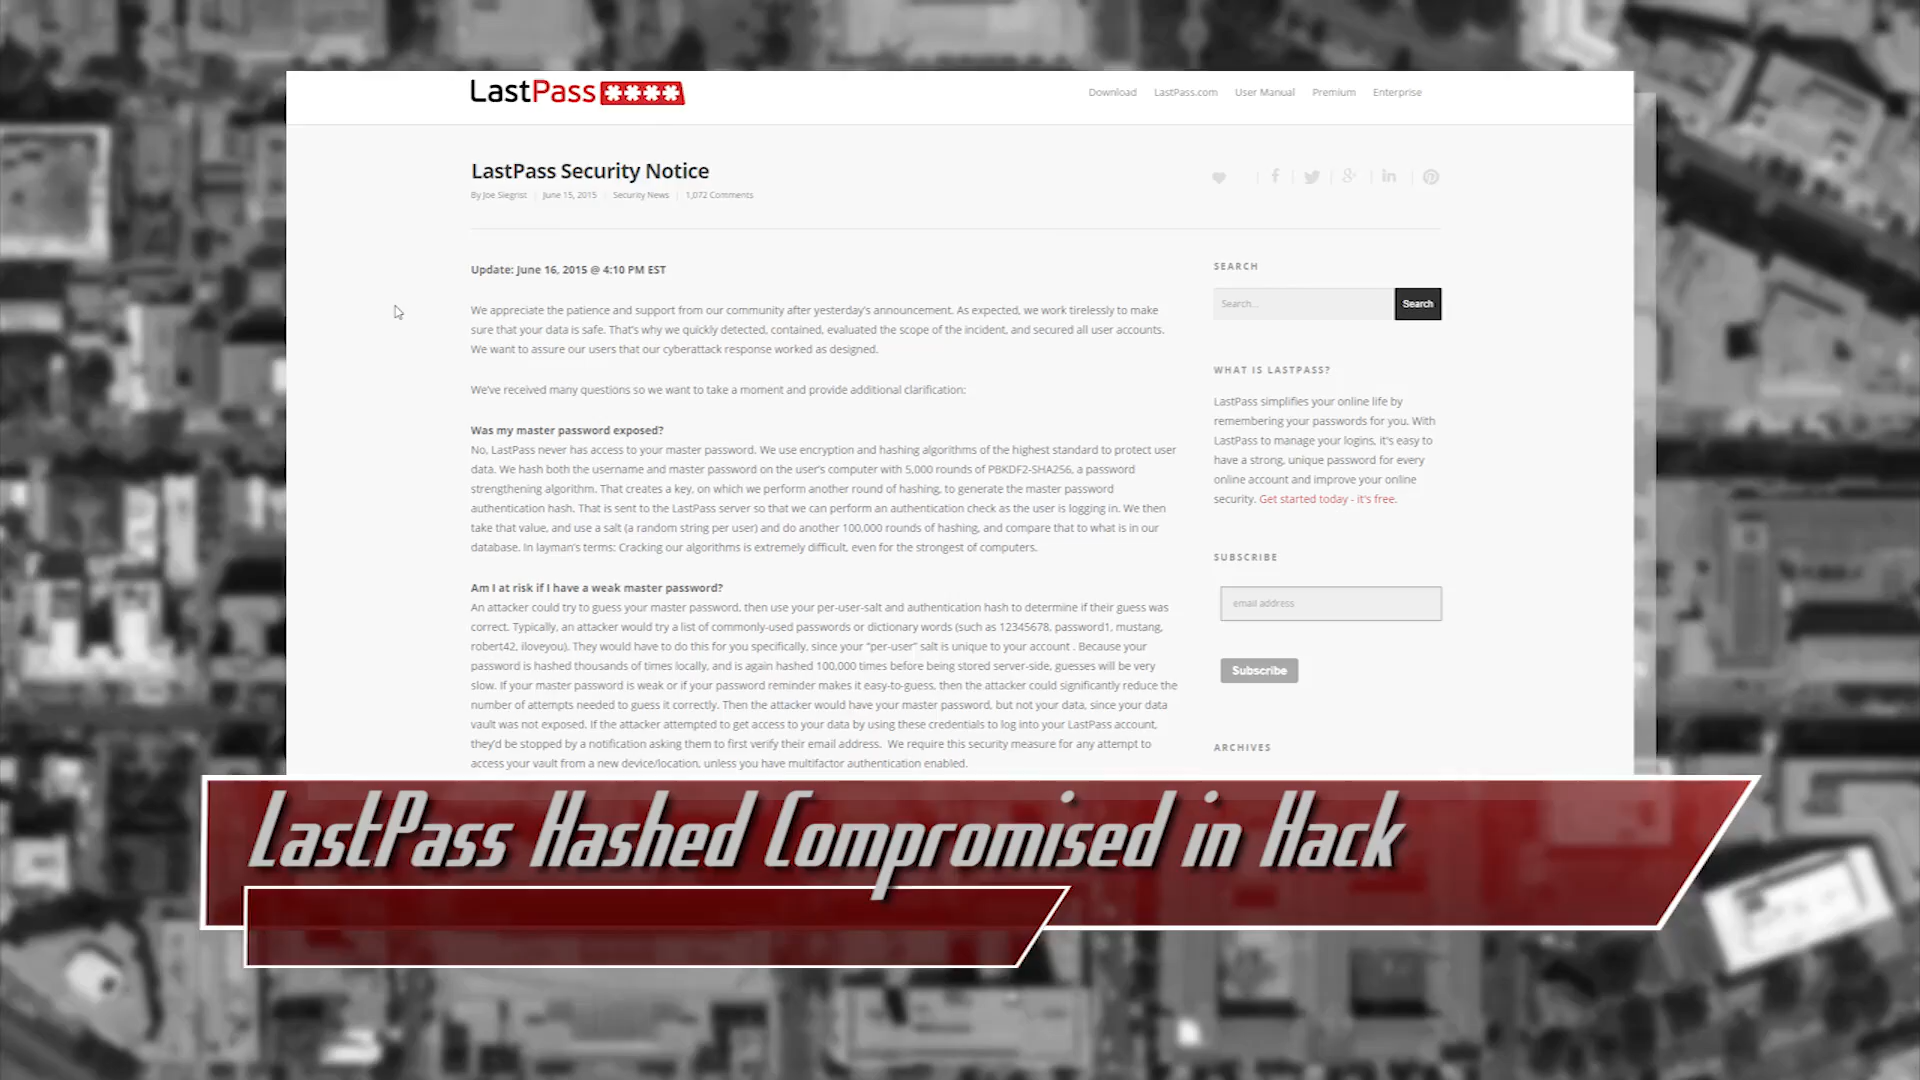 LastPass ****
Download LastPass.com User Manual Premium Enterprise
LastPass Security Notice
By Joe Siegrist | June 15, 2015 | Security News | 1,072 Comments
Update: June 16, 2015 @ 4:10 PM EST
We appreciate the patience and support from our community after yesterday's announcement. As expected, we work tirelessly to make
sure that your data is safe. That's why we quickly detected, contained, evaluated the scope of the incident, and secured all user accounts.
We want to assure our users that our cyberattack response worked as designed.
We've received many questions so we want to take a moment and provide additional clarification:
Was my master password exposed?
No, LastPass never has access to your master password. We use encryption and hashing algorithms of the highest standard to protect user
data. We hash both the username and master password on the user's computer with 5,000 rounds of PBKDF2-SHA256, a password
strengthening algorithm. That creates a key, on which we perform another round of hashing, to generate the master password
authentication hash. That is sent to the LastPass server so that we can perform an authentication check as the user is logging in. We then
take that value, and use a salt (a random string per user) and do another 100,000 rounds of hashing, and compare that to what is in our
database. In layman's terms: Cracking our algorithms is extremely difficult, even for the strongest of computers.
Am I at risk if I have a weak master password?
An attacker could try to guess your master password, then use your per-user-salt and authentication hash to determine if their guess was
correct. Typically, an attacker would try a list of commonly-used passwords or dictionary words (such as 12345678, password1, mustang,
robert42, iloveyou). They would have to do this for you specifically, since your "per-user" salt is unique to your account . Because your
password is hashed thousands of times locally, and is again hashed 100,000 times before being stored server-side, guesses will be very
slow. If your master password is weak or if your password reminder makes it easy-to-guess, then the attacker could significantly reduce the
number of attempts needed to guess it correctly. Then the attacker would have your master password, but not your data, since your data
vault was not exposed. If the attacker attempted to get access to your data by using these credentials to log into your LastPass account,
they'd be stopped by a notification asking them to first verify their email address. We require this security measure for any attempt to
access your vault from a new device/location, unless you have multifactor authentication enabled.
SEARCH
Search...
Search
WHAT IS LASTPASS?
LastPass simplifies your online life by
remembering your passwords for you. With
LastPass to manage your logins, it's easy to
have a strong, unique password for every
online account and improve your online
security. Get started today - it's free.
SUBSCRIBE
email address
Subscribe
ARCHIVES
LastPass Hashed Compromised in Hack